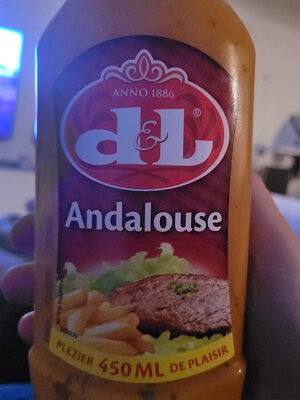 ANNO 1886
d&L®
Andalouse
PLEZIER 450 ML DE PLAISIR